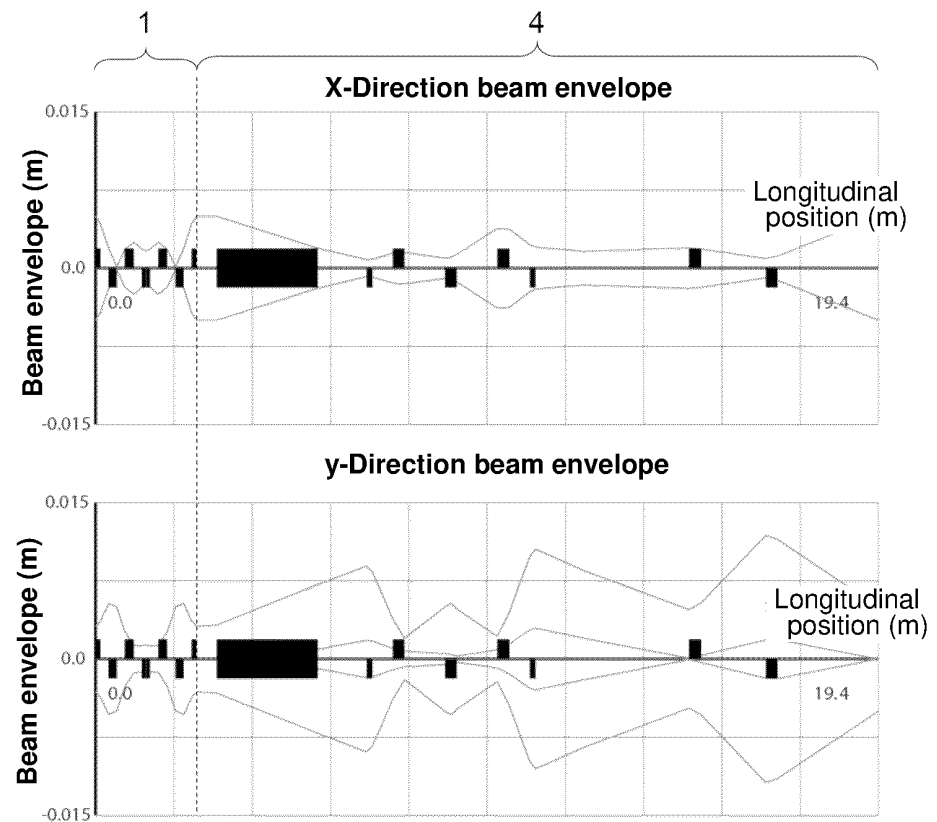 1
4
X-Direction beam envelope
0.015
Beam envelope (m)
Longitudinal
position (m)
0.0
0.0
19.4
-0.015
y-Direction beam envelope
0.015
Beam envelope (m)
Longitudinal
position (m)
0.0
0.0
19.4
-0.015